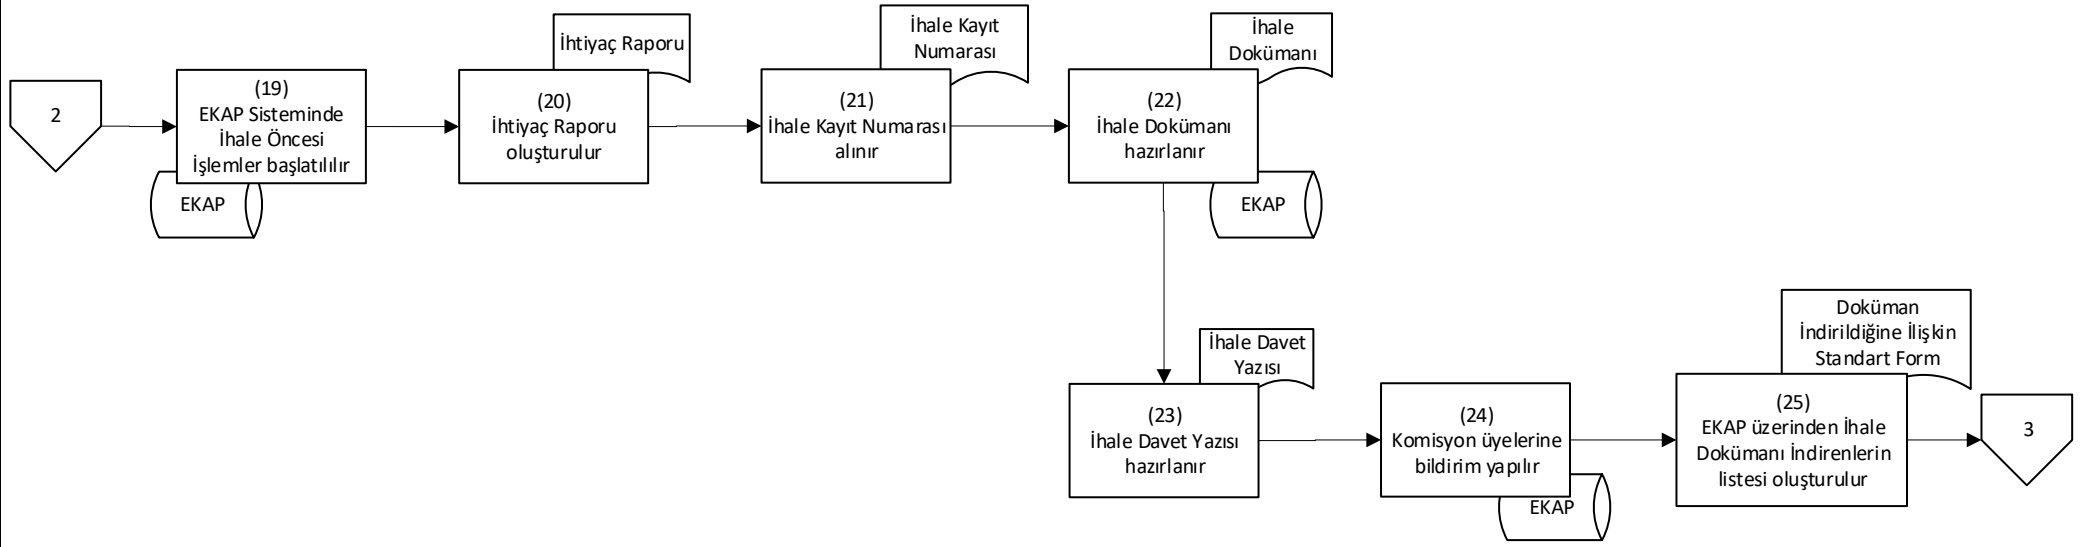 2
(19)
EKAP Sisteminde
İhale Öncesi
İşlemler başlatılılır
EKAP
İhtiyaç Raporu
(20)
İhtiyaç Raporu
oluşturulur
İhale Kayıt
Numarası
(21)
İhale Kayıt Numarası
alınır
İhale
Dokümanı
(22)
İhale Dokümanı
hazırlanır
EKAP
İhale Davet
Yazısı
(23)
İhale Davet Yazısı
hazırlanır
(24)
Komisyon üyelerine
bildirim yapılır
EKAP
Doküman
İndirildiğine İlişkin
Standart Form
(25)
EKAP üzerinden İhale
Dokümanı İndirenlerin
listesi oluşturulur
3